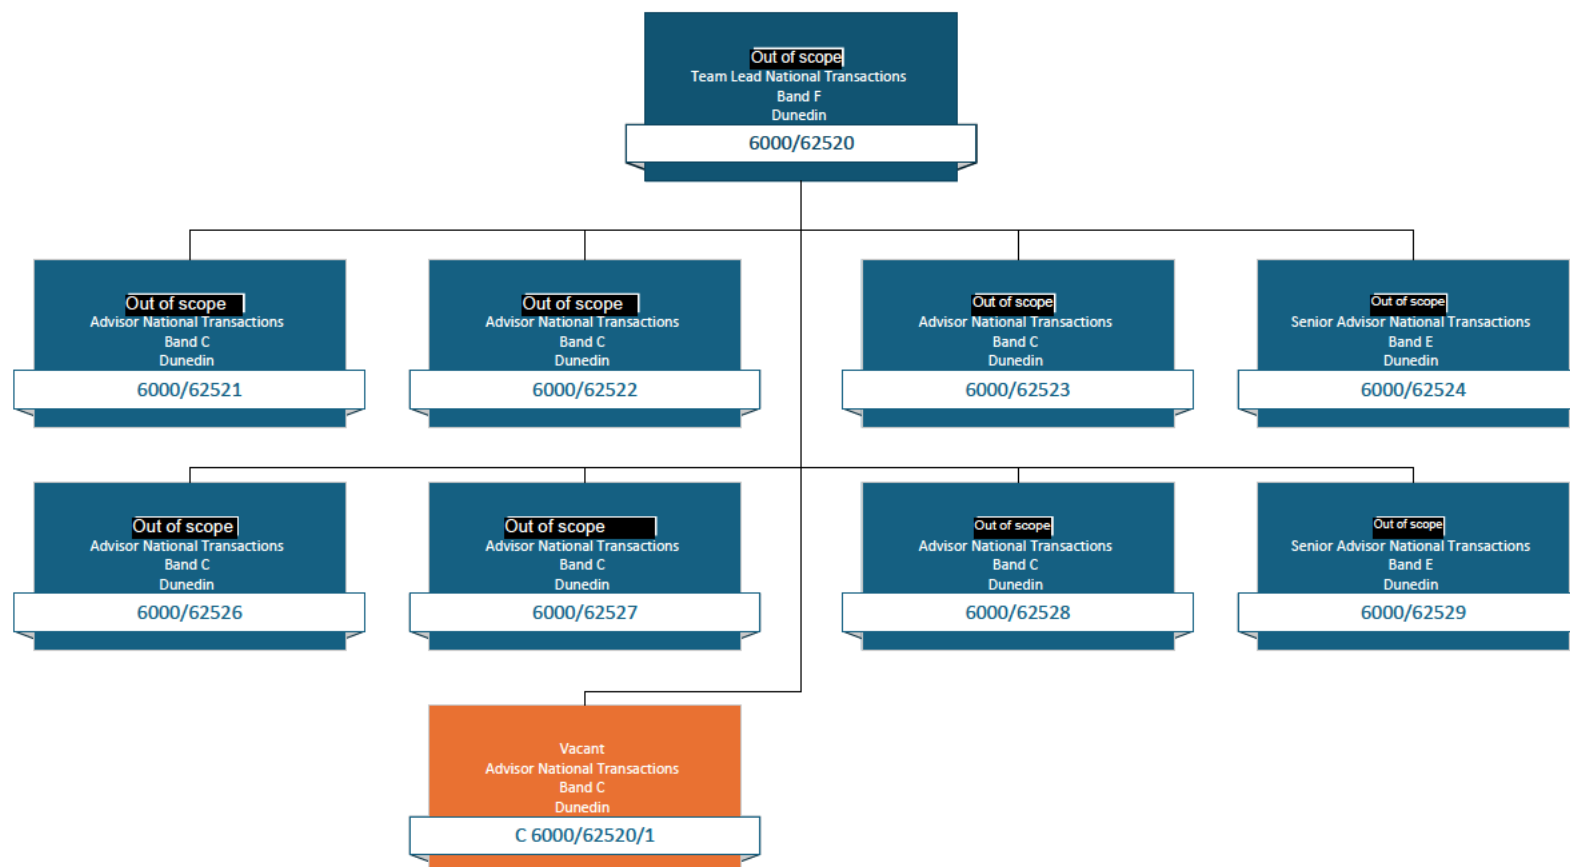 Out of scope
Team Lead National Transactions
Band F
Dunedin
6000/62520
Out of scope
Advisor National Transactions
Band C
Dunedin
6000/62521
Out of scope
Advisor National Transactions
Band C
Dunedin
6000/62522
Out of scope
Advisor National Transactions
Band C
Dunedin
6000/62523
Out of scope
Senior Advisor National Transactions
Band E
Dunedin
6000/62524
Out of scope
Advisor National Transactions
Band C
Dunedin
6000/62526
Out of scope
Advisor National Transactions
Band C
Dunedin
6000/62527
Out of scope
Advisor National Transactions
Band C
Dunedin
6000/62528
Out of scope
Senior Advisor National Transactions
Band E
Dunedin
6000/62529
Vacant
Advisor National Transactions
Band C
Dunedin
C 6000/62520/1